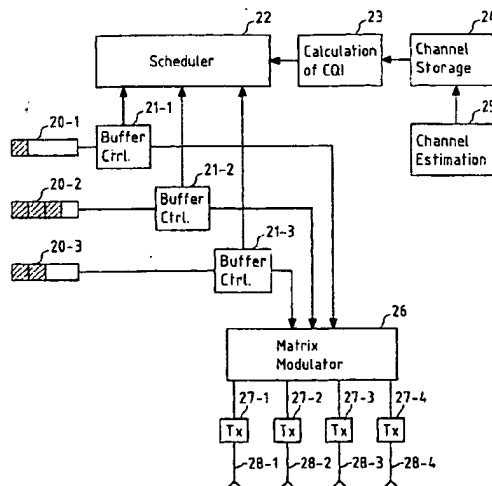 22
23
24
Scheduler
Calculation
of CQI
Channel
Storage
25
20-1
21-1
Buffer
Ctrl.
Channel
Estimation
20-2
21-2
Buffer
Ctrl.
20-3
21-3
Buffer
Ctrl.
26
Matrix
Modulator
27-1
27-2
27-3
27-4
Tx
Tx
Tx
Tx
28-1
28-2
28-3
28-4